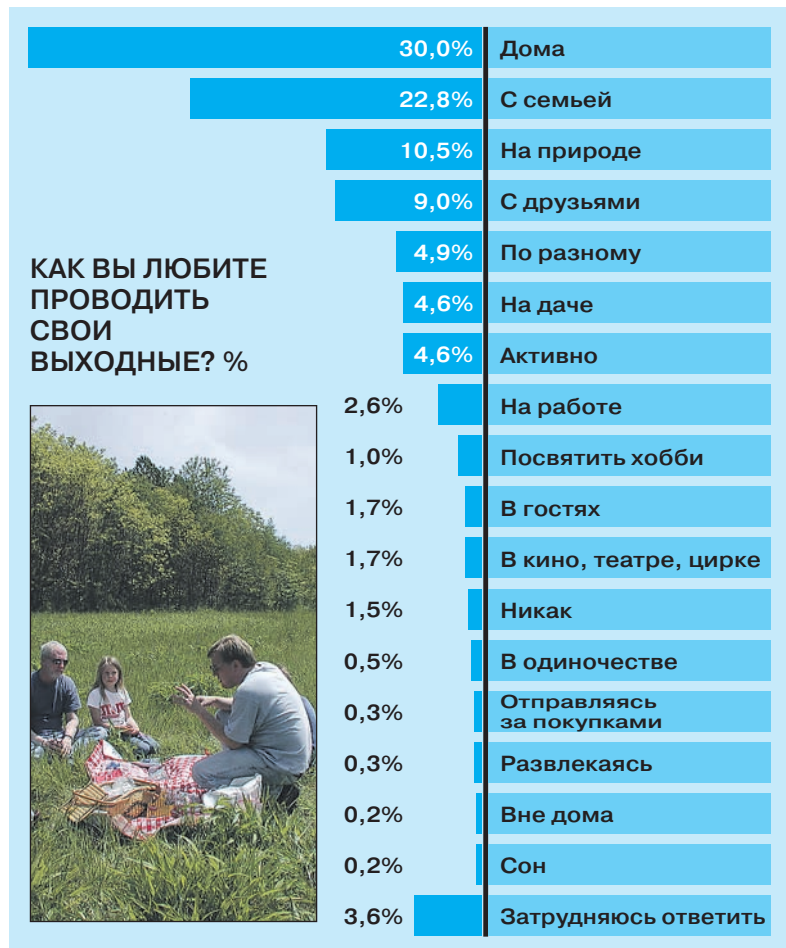 30,0% Дома
22,8% С семьей
10,5% На природе
9,0% С друзьями
4,9% По разному
4,6% На даче
4,6% Активно
2,6% На работе
1,0% Посвятить хобби
1,7% В гостях
1,7% В кино, театре, цирке
1,5% Никак
0,5% В одиночестве
0,3% Отправляясь
за покупками
0,3% Развлекаясь
0,2% Вне дома
0,2% Сон
3,6% Затрудняюсь ответить
КАК ВЫ ЛЮБИТЕ
ПРОВОДИТЬ
СВОИ
ВЫХОДНЫЕ? %